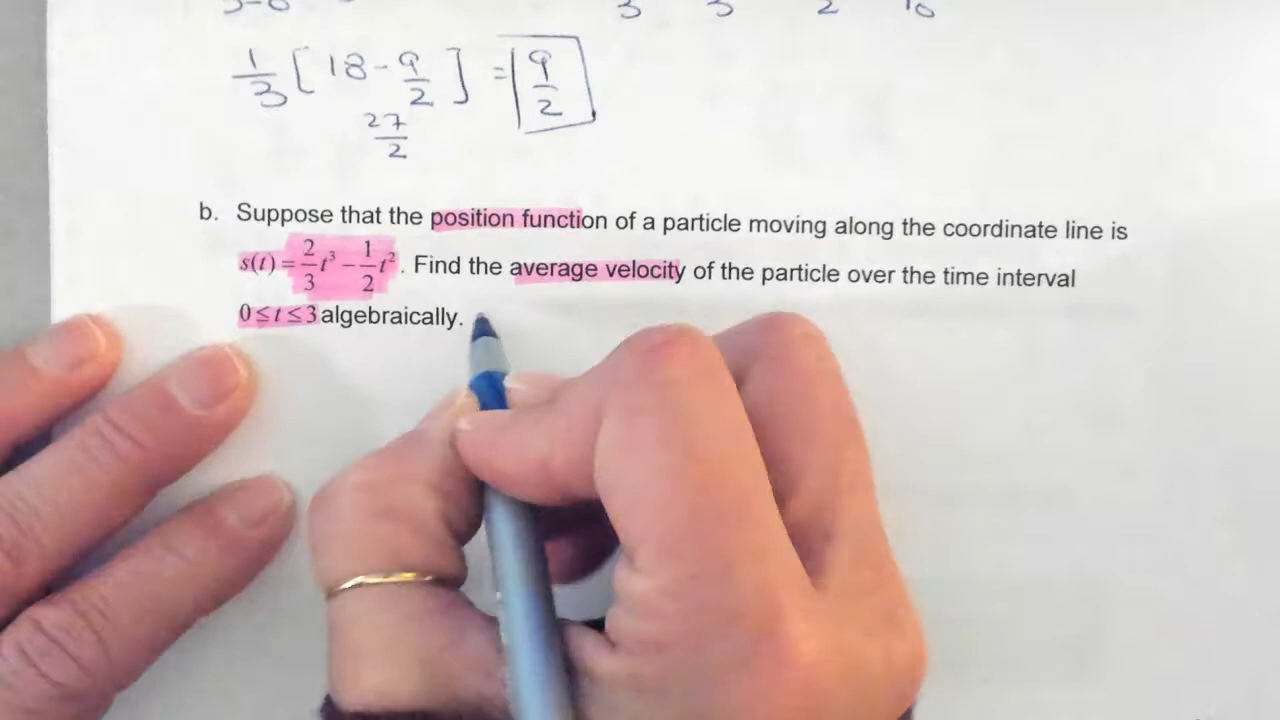 1/3 [ 18 - 9/2 ] = 9/2
27/2
b. Suppose that the position function of a particle moving along the coordinate line is
s(t) = 2/3 t³ − 1/2 t². Find the average velocity of the particle over the time interval
0 ≤ t ≤ 3 algebraically.